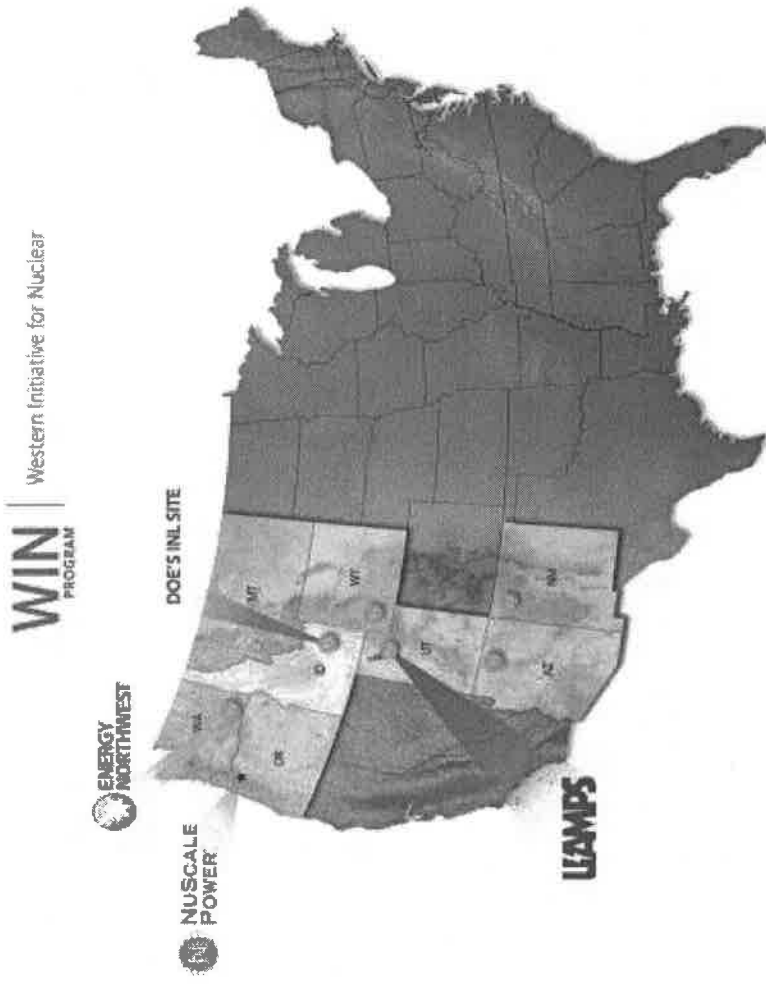 WIN
PROGRAM
Western Initiative for Nuclear
ENERGY
NORTHWEST
NUSCALE
POWER
DOE'S INL SITE
WA
MT
OR
ID
WY
UT
AZ
NM
UAMPS